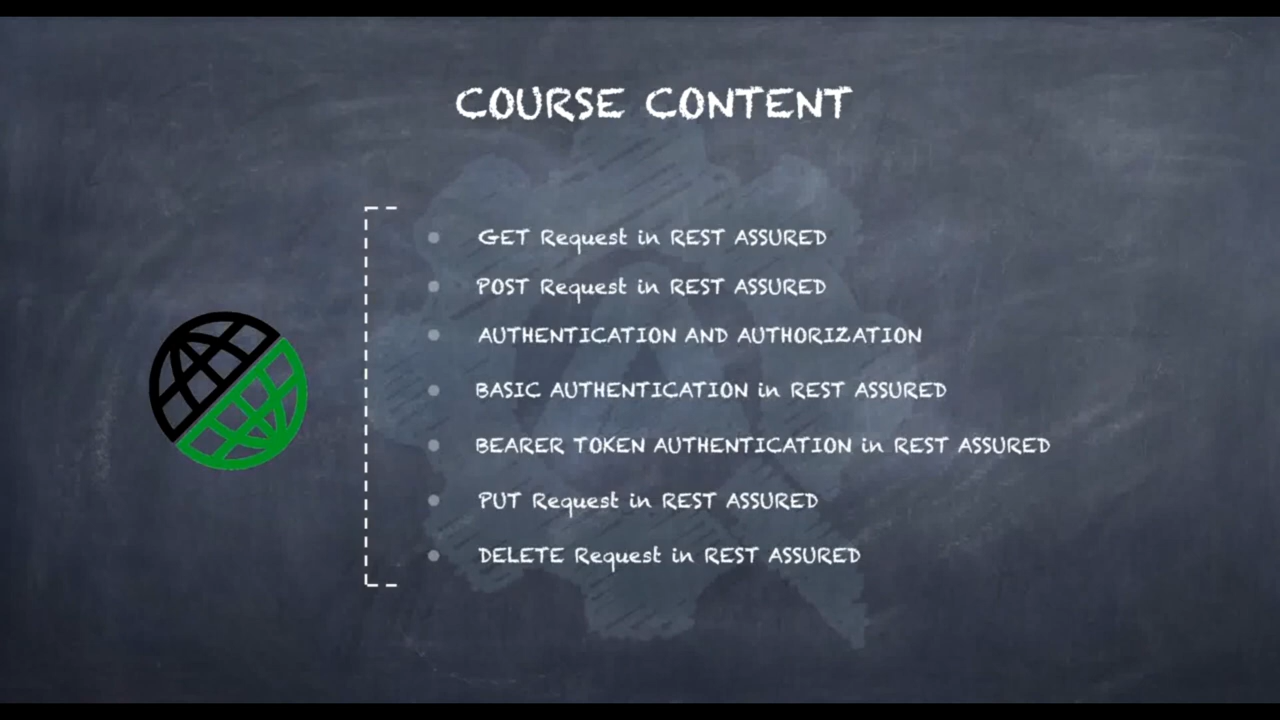 COURSE CONTENT
GET Request in REST ASSURED
POST Request in REST ASSURED
AUTHENTICATION AND AUTHORIZATION
BASIC AUTHENTICATION in REST ASSURED
BEARER TOKEN AUTHENTICATION in REST ASSURED
PUT Request in REST ASSURED
DELETE Request in REST ASSURED